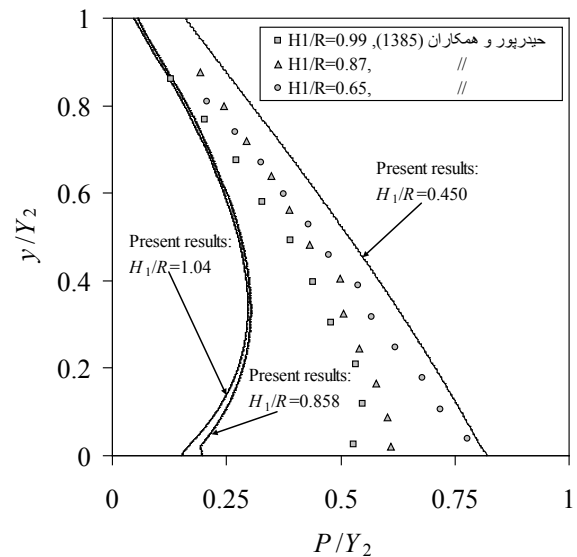 1
0.8
0.6
0.4
0.2
0
y/Y2
H1/R=0.99, حیدرپور و همکاران (1385)
H1/R=0.87, //
H1/R=0.65, //
Present results:
H1/R=0.450
Present results:
H1/R=1.04
Present results:
H1/R=0.858
0 0.25 0.5 0.75 1
P/Y2